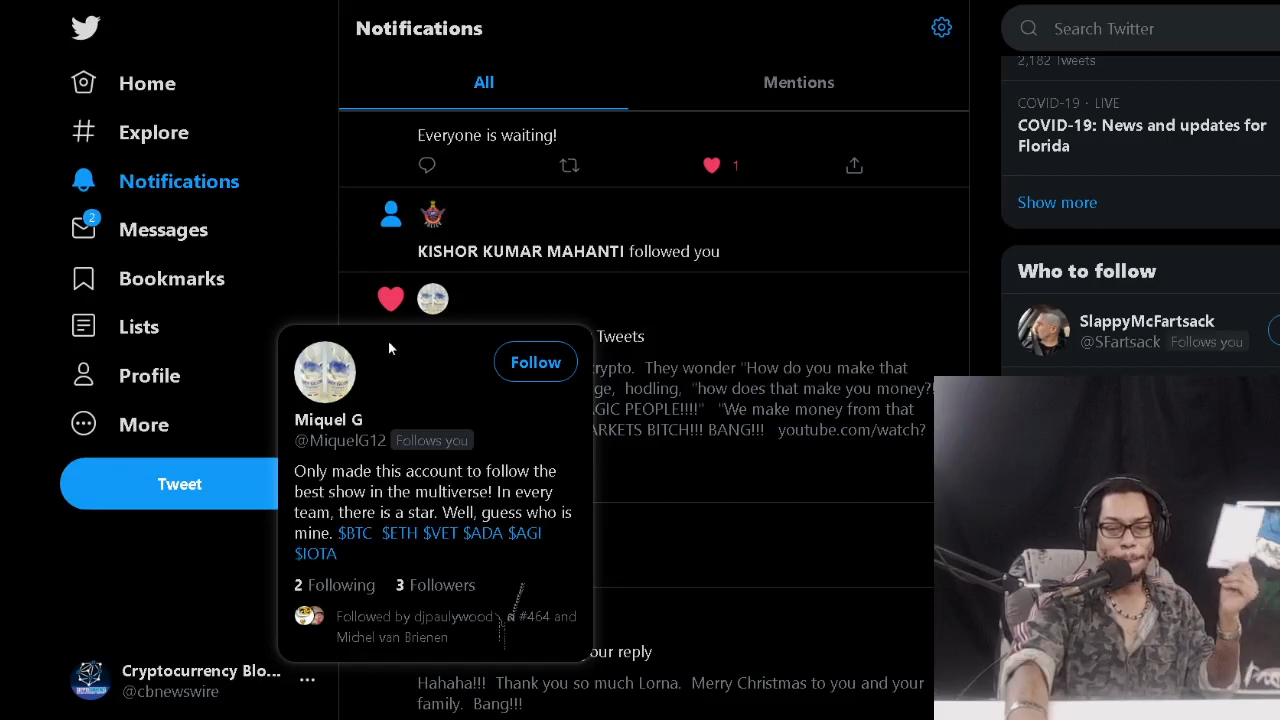 Home
Explore
Notifications
2
Messages
Bookmarks
Lists
Profile
More
Tweet
Cryptocurrency Blo...
@cbnewswire
Notifications
All
Mentions
Everyone is waiting!
1
KISHOR KUMAR MAHANTI followed you
Tweets
rypto. They wonder "How do you make that
ge, hodling, "how does that make you money?!
AGIC PEOPLE!!!!" "We make money from that
ARKETS BITCH!!! BANG!!! youtube.com/watch?
Follow
Miquel G
@MiquelG12 Follows you
Only made this account to follow the
best show in the multiverse! In every
team, there is a star. Well, guess who is
mine. $BTC $ETH $VET $ADA $AGI
$IOTA
2 Following 3 Followers
Followed by djpaulywood #464 and
Michel van Brienen
our reply
Hahaha!!! Thank you so much Lorna. Merry Christmas to you and your
family. Bang!!!
Search Twitter
2,182 Tweets
COVID-19 · LIVE
COVID-19: News and updates for
Florida
Show more
Who to follow
SlappyMcFartsack
@SFartsack Follows you